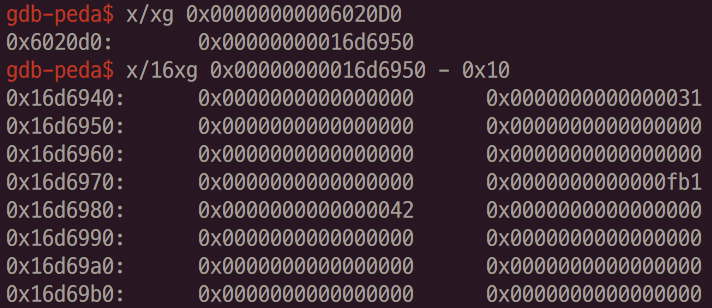 gdb-peda$ x/xg 0x00000000006020D0
0x6020d0: 0x00000000016d6950
gdb-peda$ x/16xg 0x00000000016d6950 - 0x10
0x16d6940: 0x0000000000000000 0x0000000000000031
0x16d6950: 0x0000000000000000 0x0000000000000000
0x16d6960: 0x0000000000000000 0x0000000000000000
0x16d6970: 0x0000000000000000 0x0000000000000fb1
0x16d6980: 0x0000000000000042 0x0000000000000000
0x16d6990: 0x0000000000000000 0x0000000000000000
0x16d69a0: 0x0000000000000000 0x0000000000000000
0x16d69b0: 0x0000000000000000 0x0000000000000000